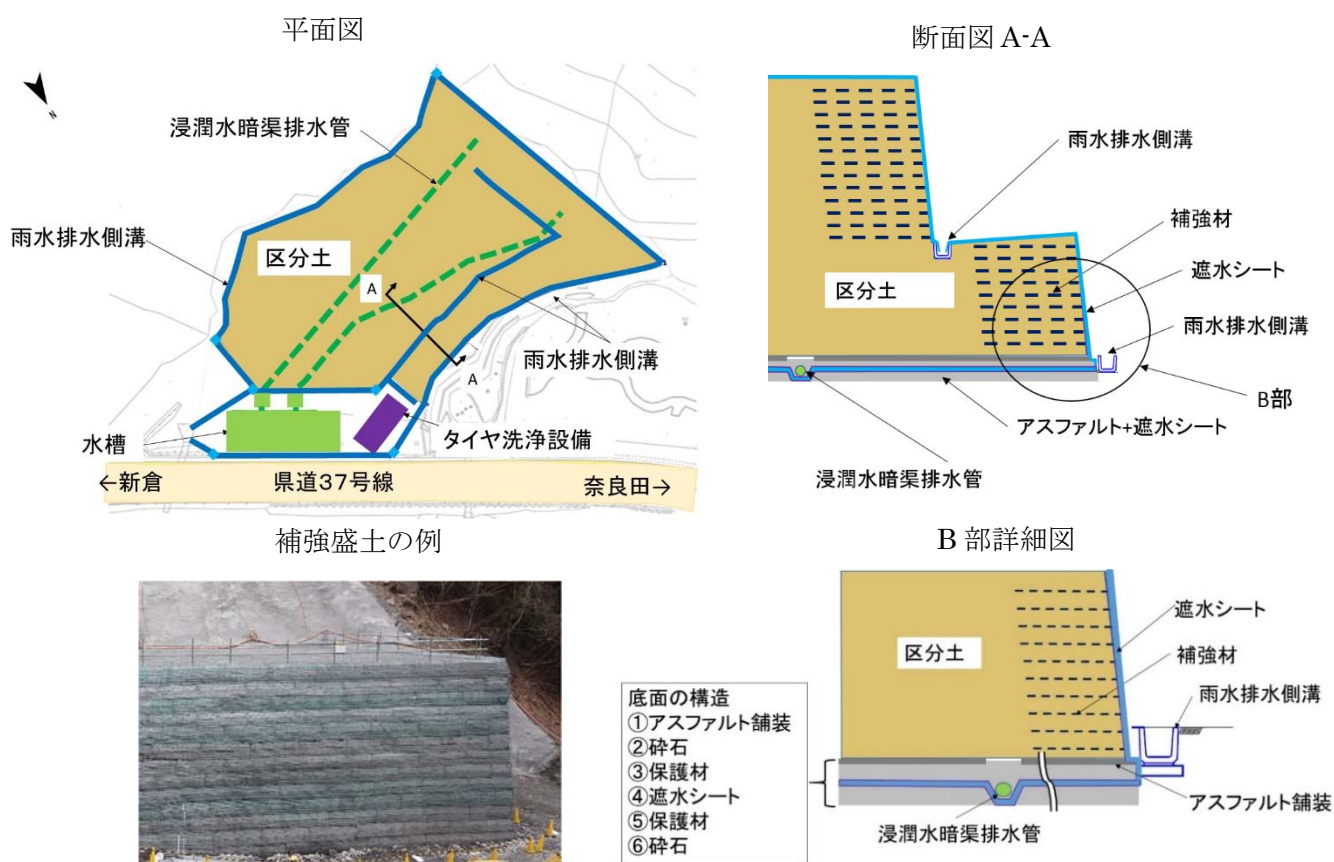 平面図
浸潤水暗渠排水管
雨水排水側溝
区分土
A
A
雨水排水側溝
水槽
タイヤ洗浄設備
←新倉
県道37号線
奈良田→
N
断面図 A-A
雨水排水側溝
補強材
遮水シート
区分土
雨水排水側溝
B部
アスファルト+遮水シート
浸潤水暗渠排水管
補強盛土の例
B 部詳細図
区分土
遮水シート
補強材
雨水排水側溝
底面の構造
①アスファルト舗装
②砕石
③保護材
④遮水シート
⑤保護材
⑥砕石
アスファルト舗装
浸潤水暗渠排水管